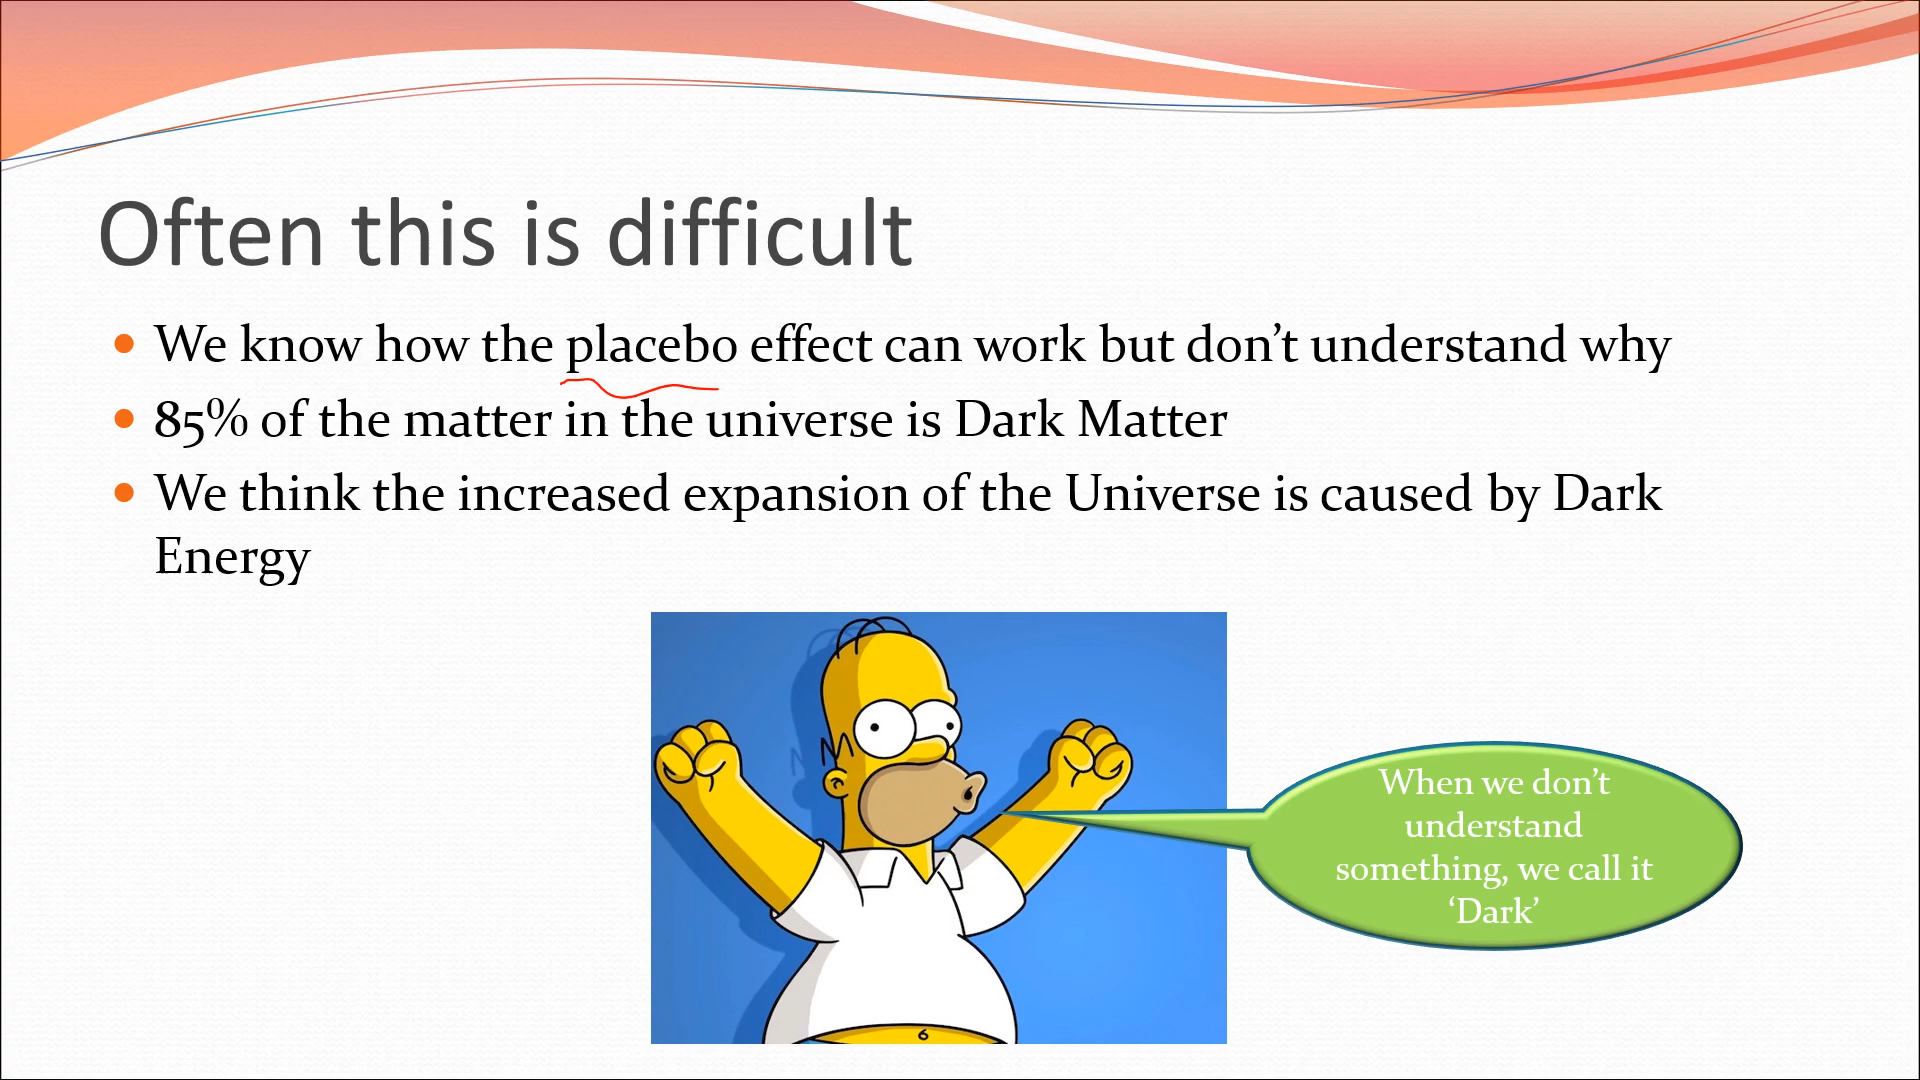 Often this is difficult
• We know how the placebo effect can work but don’t understand why
• 85% of the matter in the universe is Dark Matter
• We think the increased expansion of the Universe is caused by Dark
Energy
When we don’t
understand
something, we call it
‘Dark’